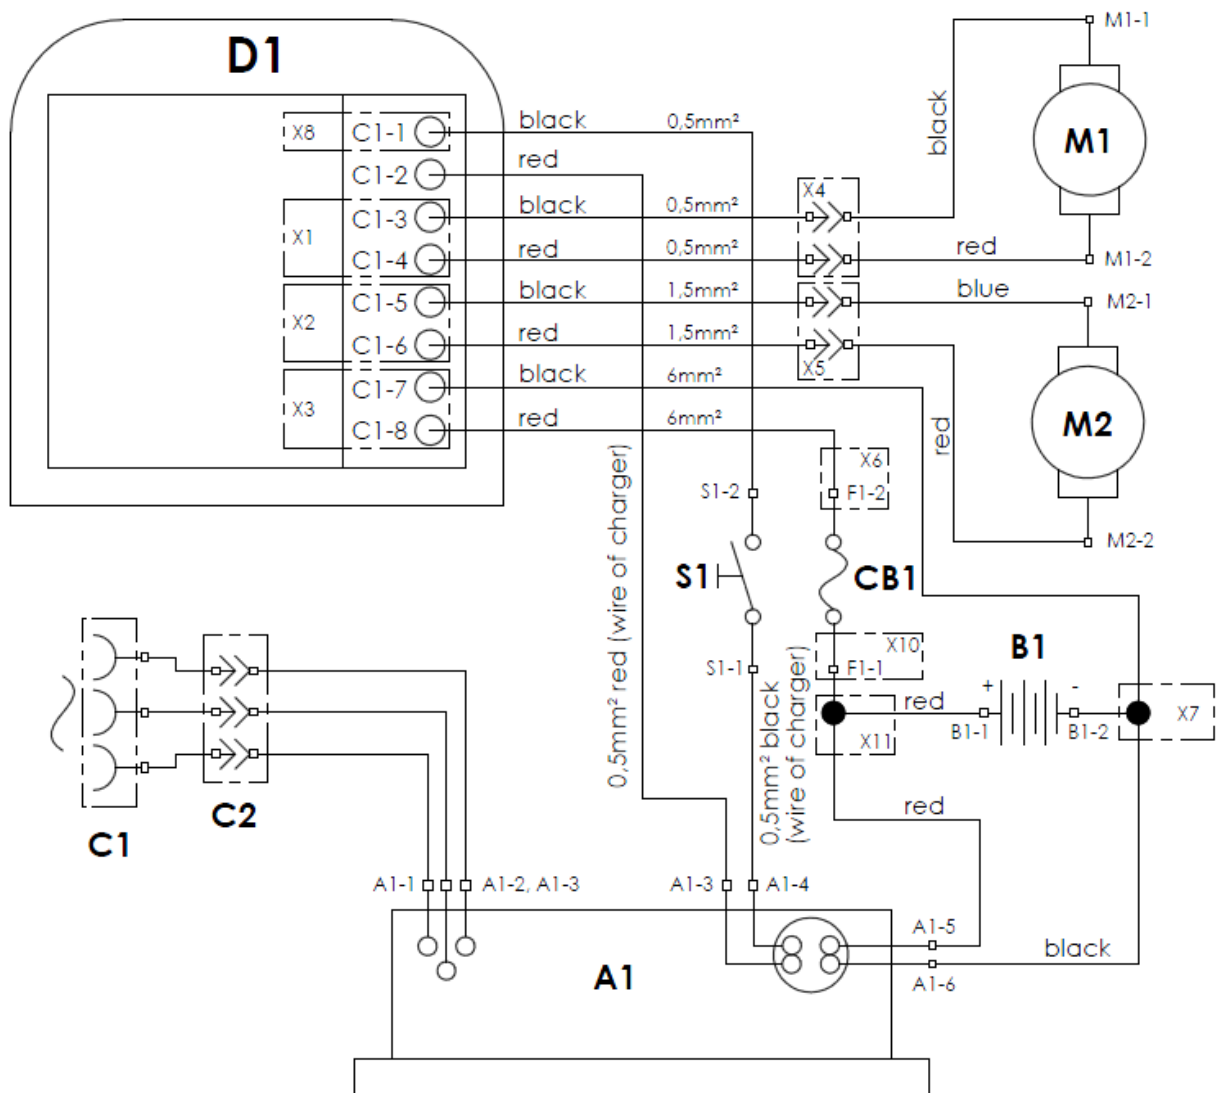 D1
M1-1
X8 C1-1 black 0,5mm²
black
M1
C1-2 red
X4
X1 C1-3 black 0,5mm²
C1-4 red 0,5mm² red M1-2
X2 C1-5 black 1,5mm² blue M2-1
C1-6 red 1,5mm²
X5
X3 C1-7 black 6mm²
C1-8 red 6mm²
M2
red
X6
S1-2 F1-2
M2-2
S1 CB1
0,5mm² red (wire of charger)
X10
B1
S1-1 F1-1
0,5mm² black
(wire of charger)
+ -
red
X11 B1-1 B1-2 X7
C2
C1
red
A1-1 A1-2, A1-3 A1-3 A1-4
A1-5
black
A1
A1-6